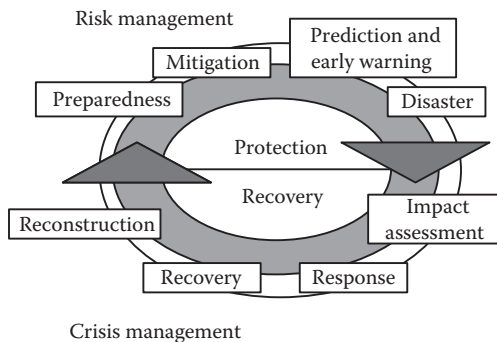 Risk management
Prediction and
early warning
Mitigation
Preparedness
Disaster
Protection
Recovery
Reconstruction
Impact
assessment
Recovery
Response
Crisis management